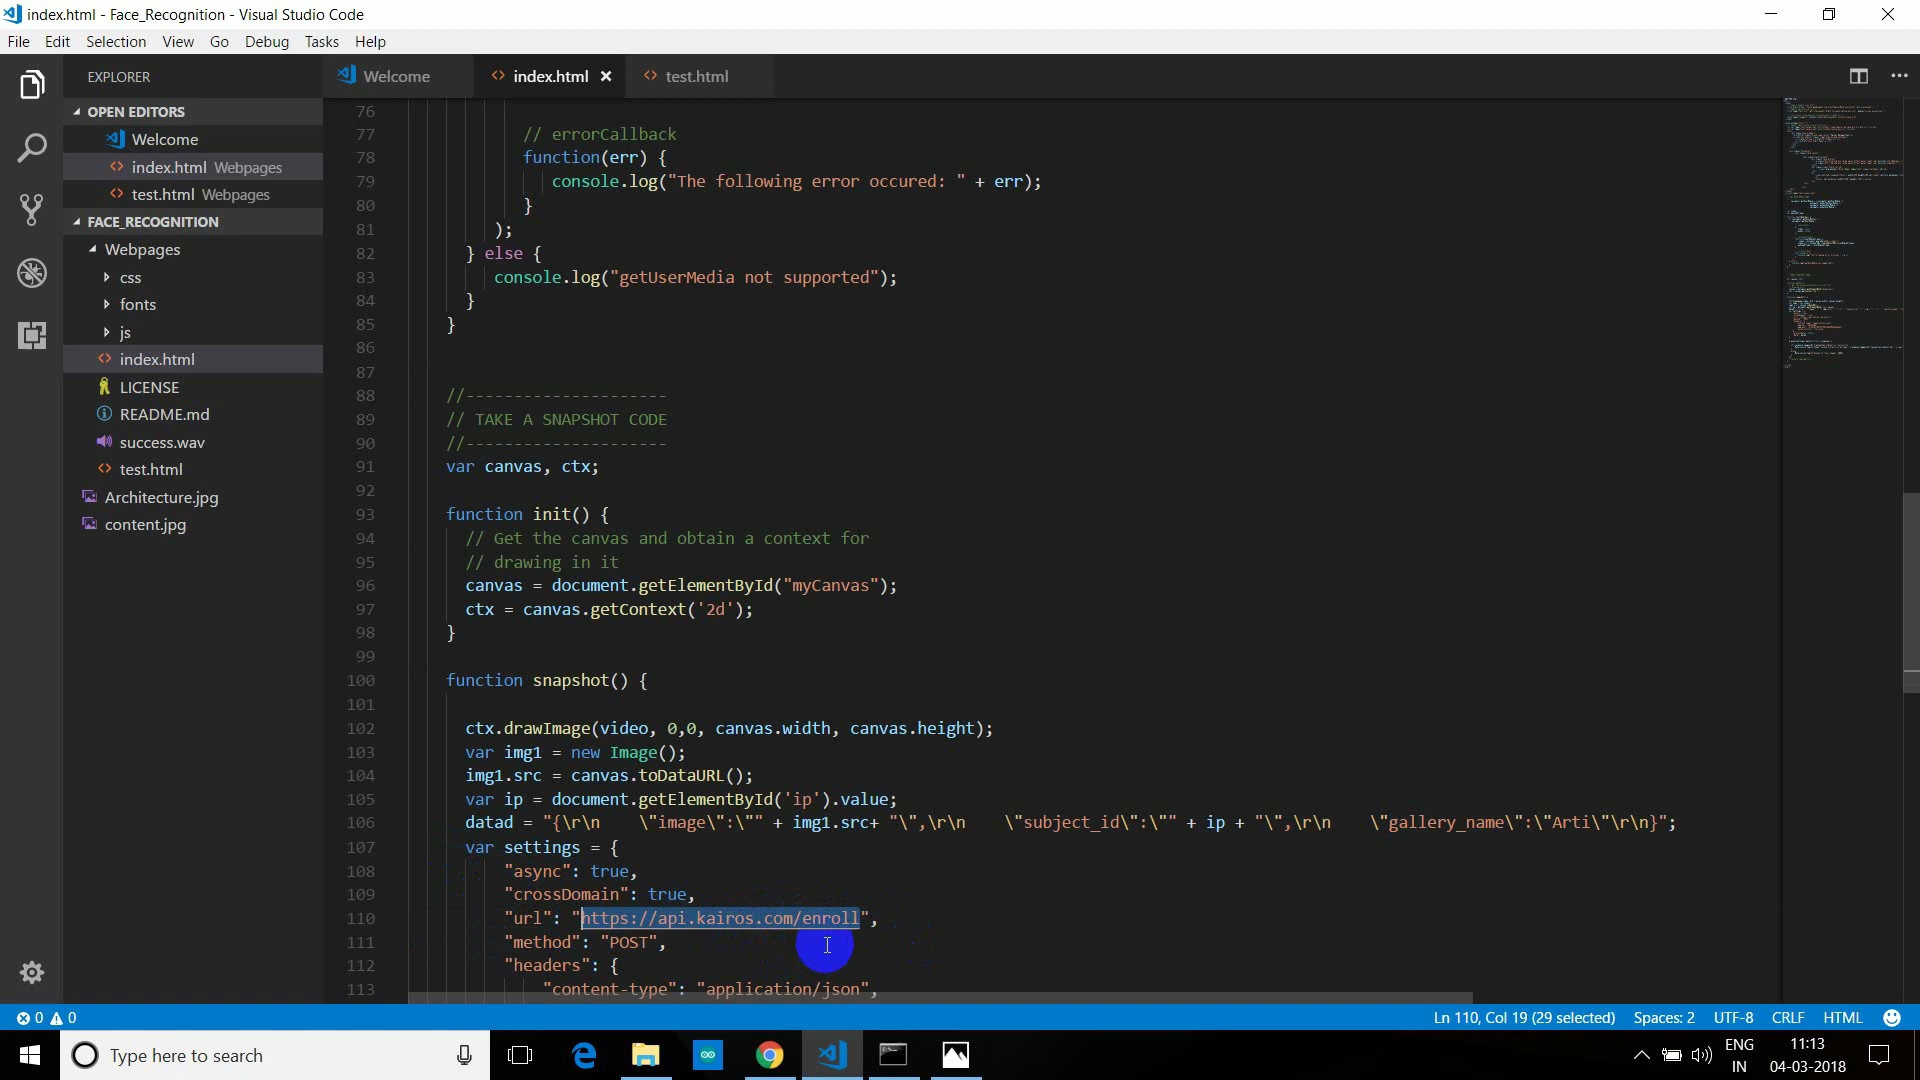 index.html - Face_Recognition - Visual Studio Code
File Edit Selection View Go Debug Tasks Help
EXPLORER
OPEN EDITORS
Welcome
index.html Webpages
test.html Webpages
FACE_RECOGNITION
Webpages
css
fonts
js
index.html
LICENSE
README.md
success.wav
test.html
Architecture.jpg
content.jpg
Welcome index.html test.html
76
77 // errorCallback
78 function(err) {
79 console.log("The following error occured: " + err);
80 }
81 );
82 } else {
83 console.log("getUserMedia not supported");
84 }
85 }
86
87
88 //---------------------
89 // TAKE A SNAPSHOT CODE
90 //---------------------
91 var canvas, ctx;
92
93 function init() {
94 // Get the canvas and obtain a context for
95 // drawing in it
96 canvas = document.getElementById("myCanvas");
97 ctx = canvas.getContext('2d');
98 }
99
100 function snapshot() {
101
102 ctx.drawImage(video, 0,0, canvas.width, canvas.height);
103 var img1 = new Image();
104 img1.src = canvas.toDataURL();
105 var ip = document.getElementById('ip').value;
106 datad = "{\r\n    \"image\":\"" + img1.src+ "\",\r\n    \"subject_id\":\"" + ip + "\",\r\n    \"gallery_name\":\"Arti\"\r\n}";
107 var settings = {
108 "async": true,
109 "crossDomain": true,
110 "url": "https://api.kairos.com/enroll",
111 "method": "POST",
112 "headers": {
113 "content-type": "application/json",
0 0
Ln 110, Col 19 (29 selected) Spaces: 2 UTF-8 CRLF HTML
Type here to search
ENG
IN
11:13
04-03-2018